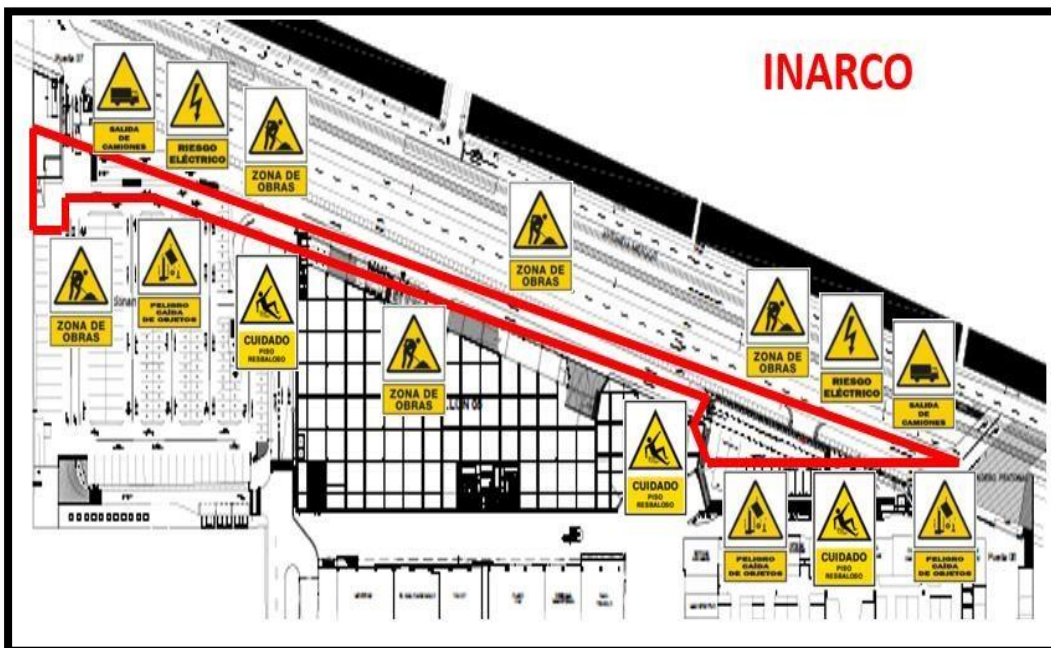 INARCO
Puerta 07
SALIDA
DE
CAMIONES
RIESGO
ELÉCTRICO
ZONA DE
OBRAS
ZONA DE
OBRAS
ZONA DE
OBRAS
PELIGRO
CAÍDA
DE OBJETOS
CUIDADO
PISO
RESBALOSO
ZONA DE
OBRAS
ZONA DE
OBRAS
RIESGO
ELÉCTRICO
SALIDA
DE
CAMIONES
CUIDADO
PISO
RESBALOSO
PELIGRO
CAÍDA
DE OBJETOS
CUIDADO
PISO
RESBALOSO
PELIGRO
CAÍDA
DE OBJETOS